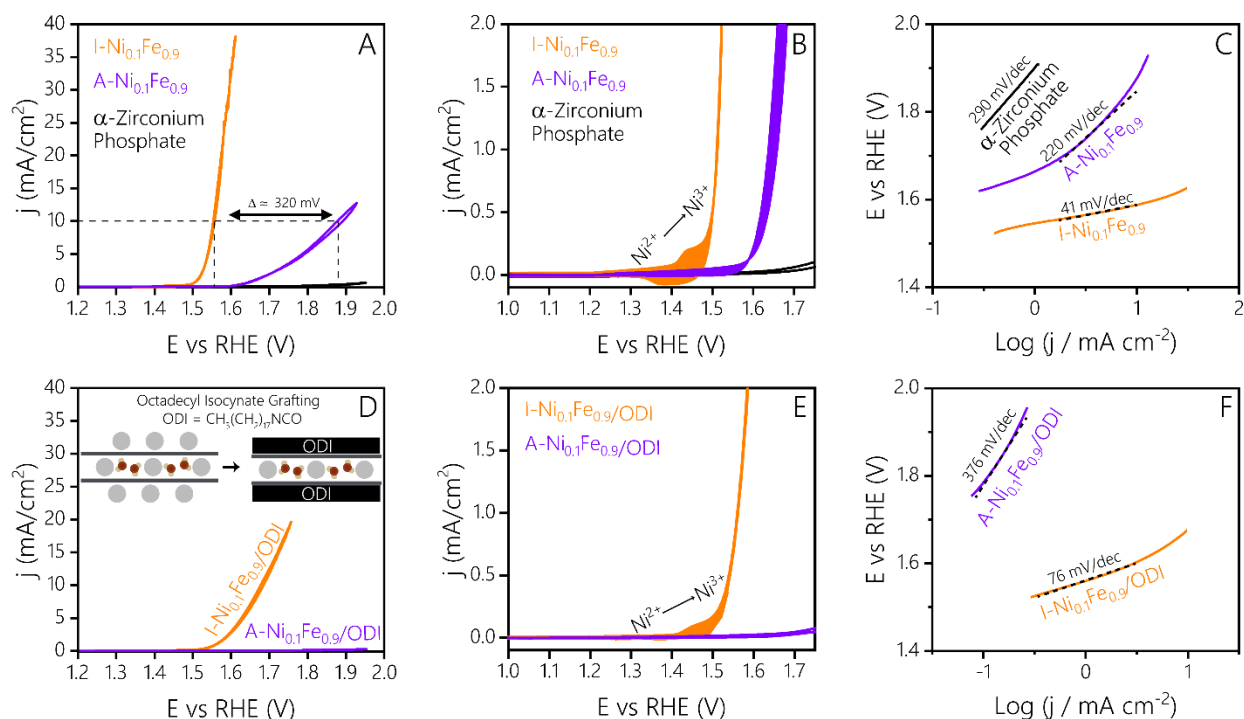 A
I-Ni0.1Fe0.9
A-Ni0.1Fe0.9
α-Zirconium
Phosphate
Δ ≈ 320 mV
40
35
30
25
20
15
10
5
0
j (mA/cm²)
1.1 1.2 1.3 1.4 1.5 1.6 1.7 1.8 1.9 2.0
E vs RHE (V)
B
I-Ni0.1Fe0.9
A-Ni0.1Fe0.9
α-Zirconium
Phosphate
Ni²⁺ → Ni³⁺
2.0
1.5
1.0
0.5
0.0
j (mA/cm²)
1.0 1.1 1.2 1.3 1.4 1.5 1.6 1.7
E vs RHE (V)
C
290 mV/dec
α-Zirconium
Phosphate
220 mV/dec
A-Ni0.1Fe0.9
41 mV/dec
I-Ni0.1Fe0.9
2.0
1.8
1.6
1.4
E vs RHE (V)
-1 0 1 2
Log (j / mA cm⁻²)
D
Octadecyl Isocynate Grafting
ODI = CH3(CH2)17NCO
ODI
ODI
I-Ni0.1Fe0.9/ODI
A-Ni0.1Fe0.9/ODI
40
35
30
25
20
15
10
5
0
j (mA/cm²)
1.1 1.2 1.3 1.4 1.5 1.6 1.7 1.8 1.9 2.0
E vs RHE (V)
E
I-Ni0.1Fe0.9/ODI
A-Ni0.1Fe0.9/ODI
Ni²⁺ → Ni³⁺
2.0
1.5
1.0
0.5
0.0
j (mA/cm²)
1.0 1.1 1.2 1.3 1.4 1.5 1.6 1.7
E vs RHE (V)
F
376 mV/dec
A-Ni0.1Fe0.9/ODI
76 mV/dec
I-Ni0.1Fe0.9/ODI
2.0
1.8
1.6
1.4
E vs RHE (V)
-1 0 1
Log (j / mA cm⁻²)